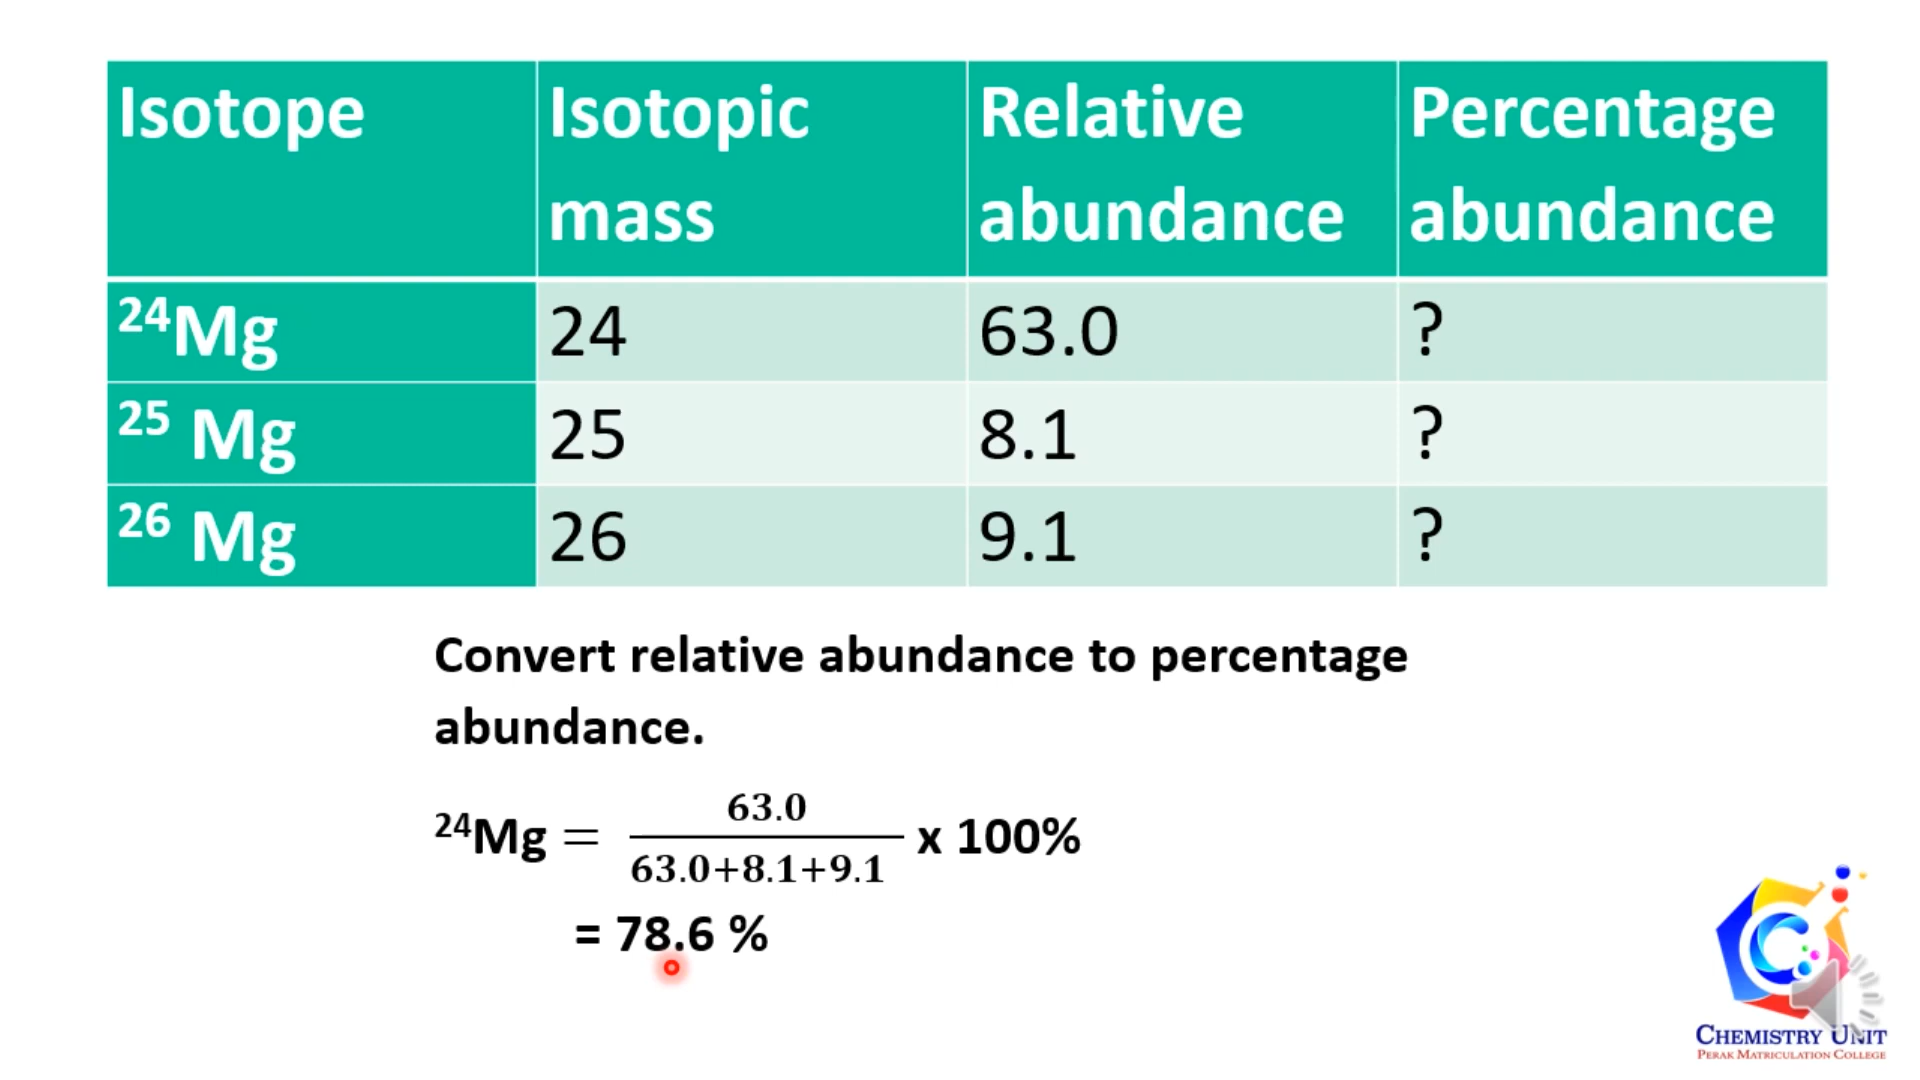 Isotope Isotopic mass Relative abundance Percentage abundance
²⁴Mg 24 63.0 ?
²⁵ Mg 25 8.1 ?
²⁶ Mg 26 9.1 ?
Convert relative abundance to percentage
abundance.
²⁴Mg = 63.0 / 63.0+8.1+9.1 x 100%
= 78.6 %
CHEMISTRY UNIT
PERAK MATRICULATION COLLEGE